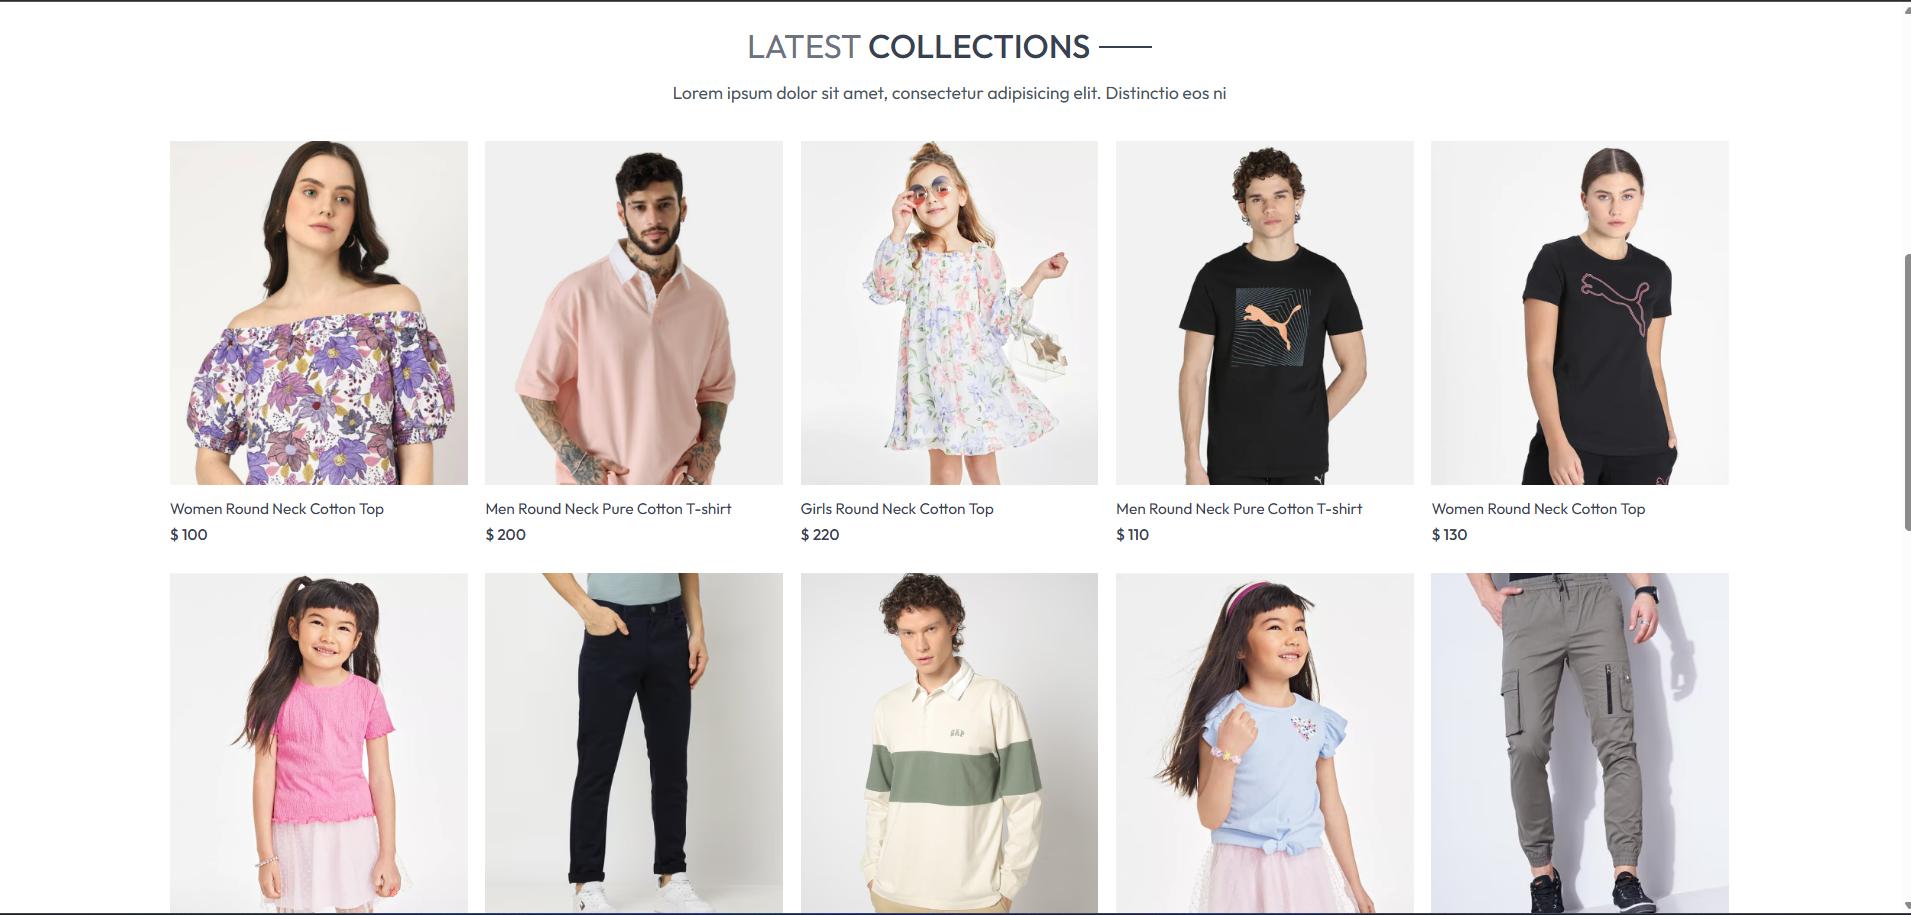 LATEST COLLECTIONS
Lorem ipsum dolor sit amet, consectetur adipisicing elit. Distinctio eos ni
Women Round Neck Cotton Top
$ 100
Men Round Neck Pure Cotton T-shirt
$ 200
Girls Round Neck Cotton Top
$ 220
Men Round Neck Pure Cotton T-shirt
$ 110
Women Round Neck Cotton Top
$ 130
GAP